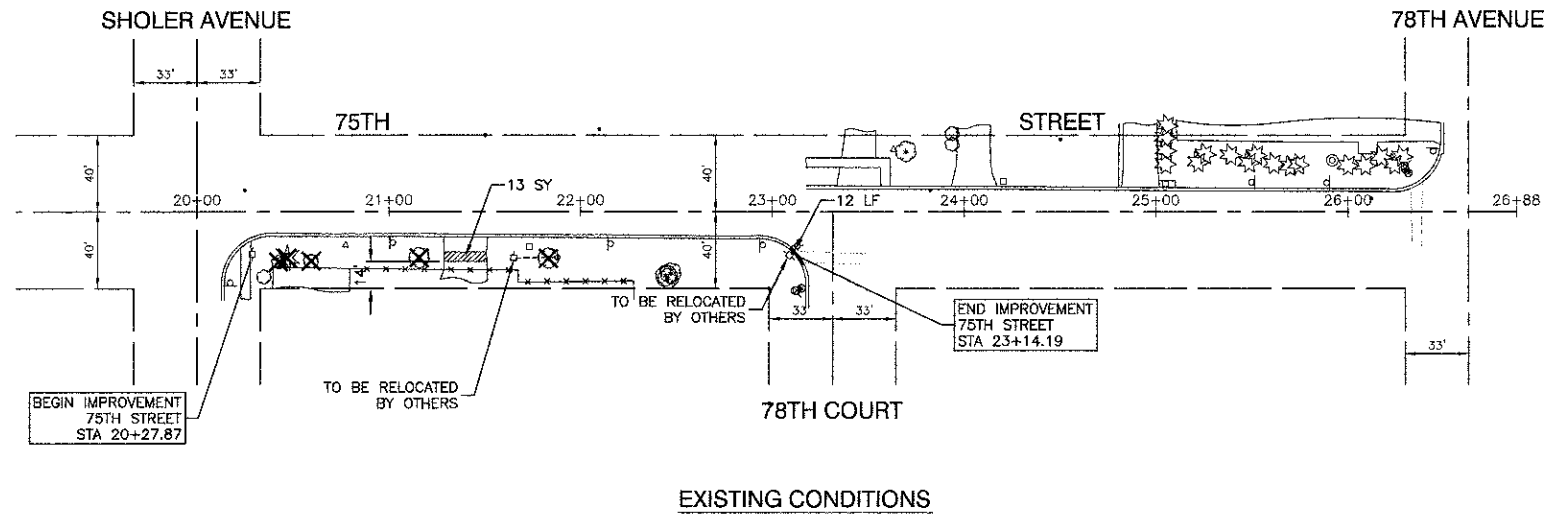 SHOLER AVENUE
78TH AVENUE
33' 33'
75TH STREET
40' 40'
13 SY
20+00 21+00 22+00 23+00 24+00 25+00 26+00 26+88
12 LF
40' 40'
14'
TO BE RELOCATED
BY OTHERS
33' 33'
END IMPROVEMENT
75TH STREET
STA 23+14.19
33'
TO BE RELOCATED
BY OTHERS
BEGIN IMPROVEMENT
75TH STREET
STA 20+27.87
78TH COURT
EXISTING CONDITIONS